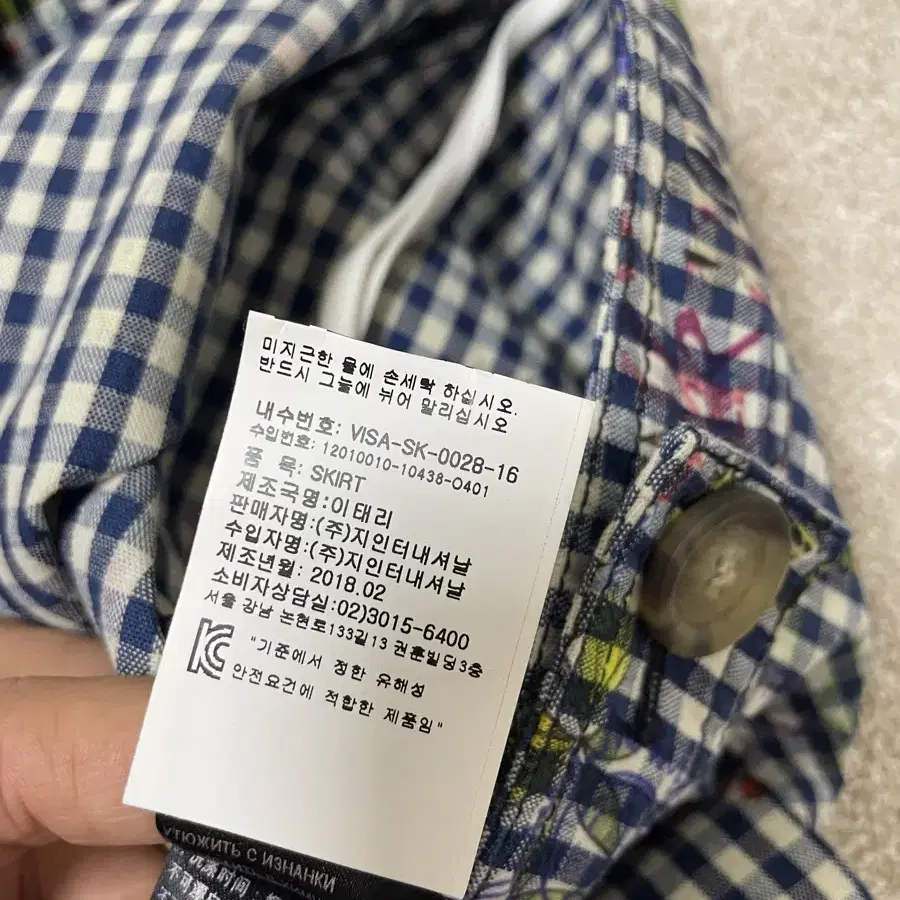 미지근한 물에 손세탁 하십시오.
반드시 그늘에 뉘어 말리십시오
내수번호: VISA-SK-0028-16
수입번호: 12010010-10438-0401
품 목: SKIRT
제조국명:이태리
판매자명:(주)지인터내셔날
수입자명:(주)지인터내셔날
제조년월: 2018.02
소비자상담실:02)3015-6400
서울 강남 논현로133길13 권훈빌딩3층
"기준에서 정한 유해성
안전요건에 적합한 제품임"
УТЮЖИТЬ С ИЗНАНКИ